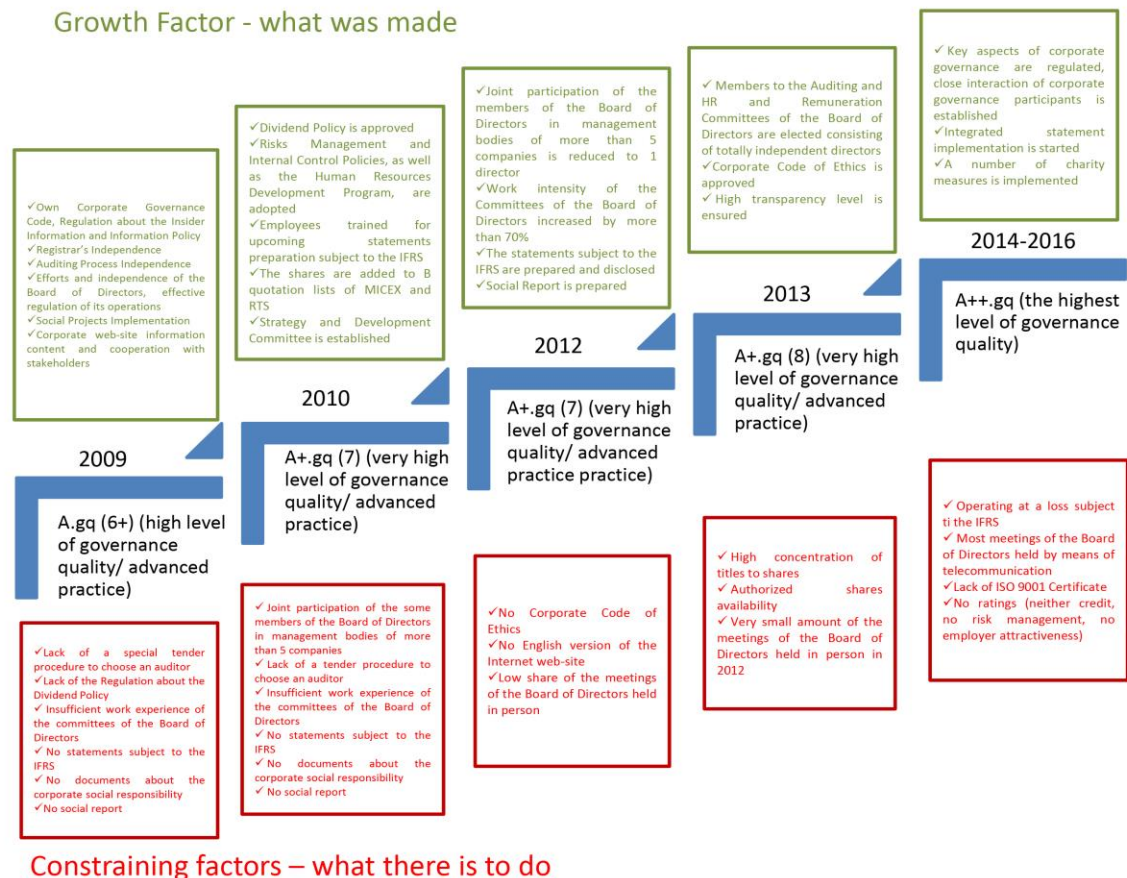 Growth Factor - what was made
✓Own Corporate Governance
Code, Regulation about the Insider
Information and Information Policy
✓Registrar's Independence
✓Auditing Process Independence
✓Efforts and independence of the
Board of Directors, effective
regulation of its operations
✓Social Projects Implementation
✓Corporate web-site information
content and cooperation with
stakeholders
✓Dividend Policy is approved
✓Risks Management and
Internal Control Policies, as well
as the Human Resources
Development Program, are
adopted
✓Employees trained for
upcoming statements
preparation subject to the IFRS
✓The shares are added to B
quotation lists of MICEX and
RTS
✓Strategy and Development
Committee is established
✓Joint participation of the
members of the Board of
Directors in management
bodies of more than 5
companies is reduced to 1
director
✓Work intensity of the
Committees of the Board of
Directors increased by more
than 70%
✓The statements subject to the
IFRS are prepared and disclosed
✓Social Report is prepared
✓ Members to the Auditing and
HR and Remuneration
Committees of the Board of
Directors are elected consisting
of totally independent directors
✓Corporate Code of Ethics is
approved
✓High transparency level is
ensured
✓ Key aspects of corporate
governance are regulated,
close interaction of corporate
governance participants is
established
✓Integrated statement
implementation is started
✓A number of charity
measures is implemented
2009
A.gq (6+) (high level
of governance
quality/ advanced
practice)
2010
A+.gq (7) (very high
level of governance
quality/ advanced
practice)
2012
A+.gq (7) (very high
level of governance
quality/ advanced
practice practice)
2013
A+.gq (8) (very high
level of governance
quality/ advanced
practice)
2014-2016
A++.gq (the highest
level of governance
quality)
✓Lack of a special tender
procedure to choose an auditor
✓Lack of the Regulation about the
Dividend Policy
✓ Insufficient work experience of
the committees of the Board of
Directors
✓ No statements subject to the
IFRS
✓ No documents about the
corporate social responsibility
✓No social report
✓ Joint participation of the some
members of the Board of Directors
in management bodies of more
than 5 companies
✓ Lack of a tender procedure to
choose an auditor
✓ Insufficient work experience of
the committees of the Board of
Directors
✓ No statements subject to the
IFRS
✓ No documents about the
corporate social responsibility
✓ No social report
✓No Corporate Code of
Ethics
✓No English version of the
Internet web-site
✓Low share of the meetings
of the Board of Directors held
in person
✓ High concentration of
titles to shares
✓ Authorized shares
availability
✓ Very small amount of the
meetings of the Board of
Directors held in person in
2012
✓ Operating at a loss subject
ti the IFRS
✓ Most meetings of the Board
of Directors held by means of
telecommunication
✓Lack of ISO 9001 Certificate
✓No ratings (neither credit,
no risk management, no
employer attractiveness)
Constraining factors – what there is to do